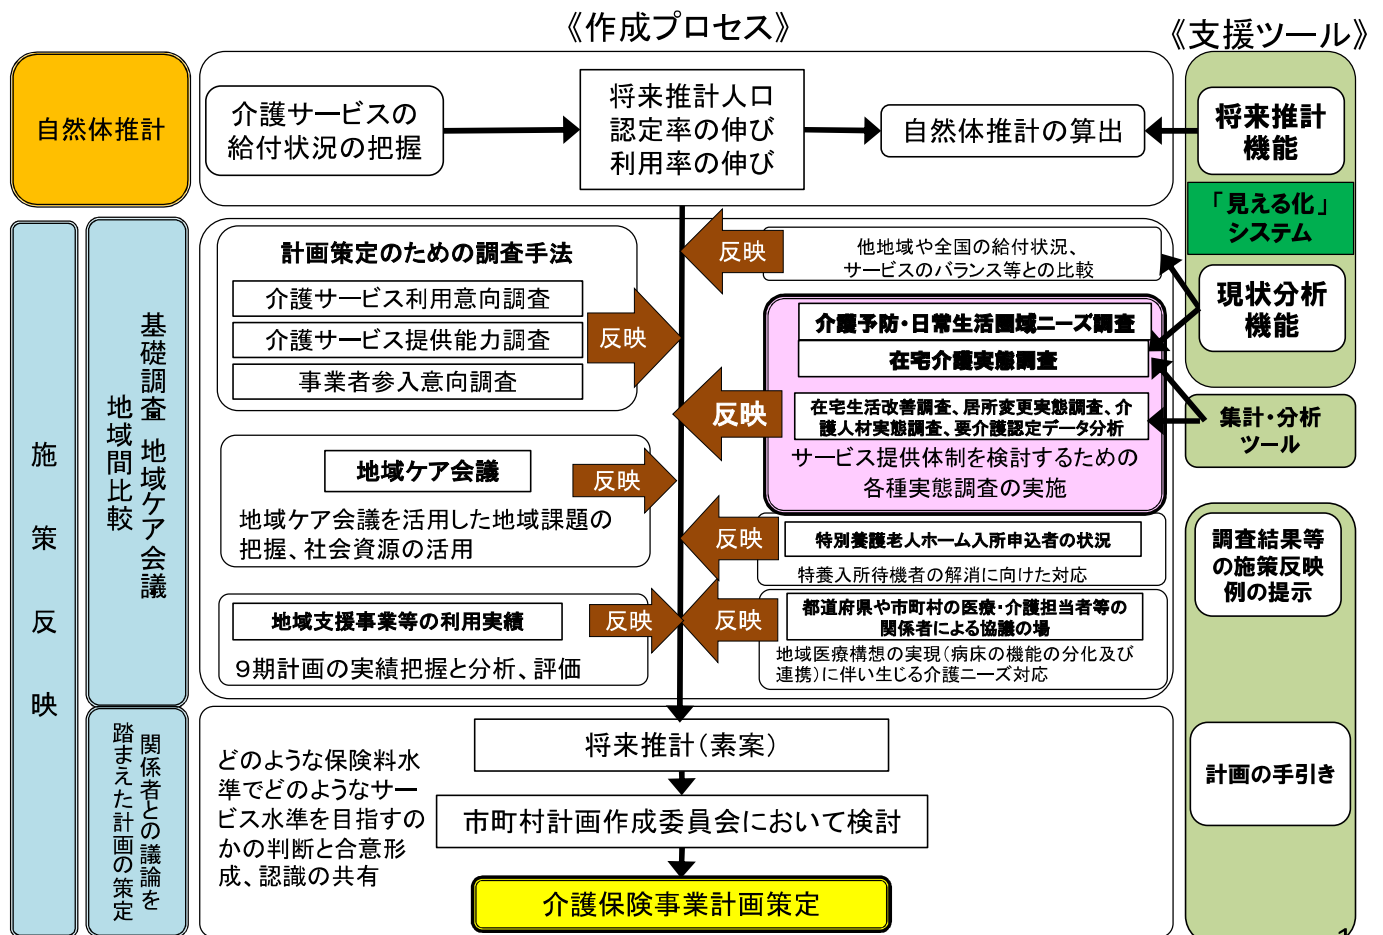 《作成プロセス》
《支援ツール》
自然体推計
介護サービスの
給付状況の把握
将来推計人口
認定率の伸び
利用率の伸び
自然体推計の算出
将来推計
機能
「見える化」
システム
現状分析
機能
集計・分析
ツール
施策反映
基礎調査 地域ケア会議
地域間比較
計画策定のための調査手法
介護サービス利用意向調査
介護サービス提供能力調査
事業者参入意向調査
反映
反映
他地域や全国の給付状況、
サービスのバランス等との比較
介護予防・日常生活圏域ニーズ調査
在宅介護実態調査
反映
在宅生活改善調査、居所変更実態調査、介
護人材実態調査、要介護認定データ分析
サービス提供体制を検討するための
各種実態調査の実施
地域ケア会議
反映
地域ケア会議を活用した地域課題の
把握、社会資源の活用
反映
特別養護老人ホーム入所申込者の状況
特養入所待機者の解消に向けた対応
地域支援事業等の利用実績
反映
9期計画の実績把握と分析、評価
反映
都道府県や市町村の医療・介護担当者等の
関係者による協議の場
地域医療構想の実現(病床の機能の分化及び
連携)に伴い生じる介護ニーズ対応
調査結果等
の施策反映
例の提示
計画の手引き
関係者との議論を
踏まえた計画の策定
どのような保険料水
準でどのようなサー
ビス水準を目指すの
かの判断と合意形
成、認識の共有
将来推計(素案)
市町村計画作成委員会において検討
介護保険事業計画策定